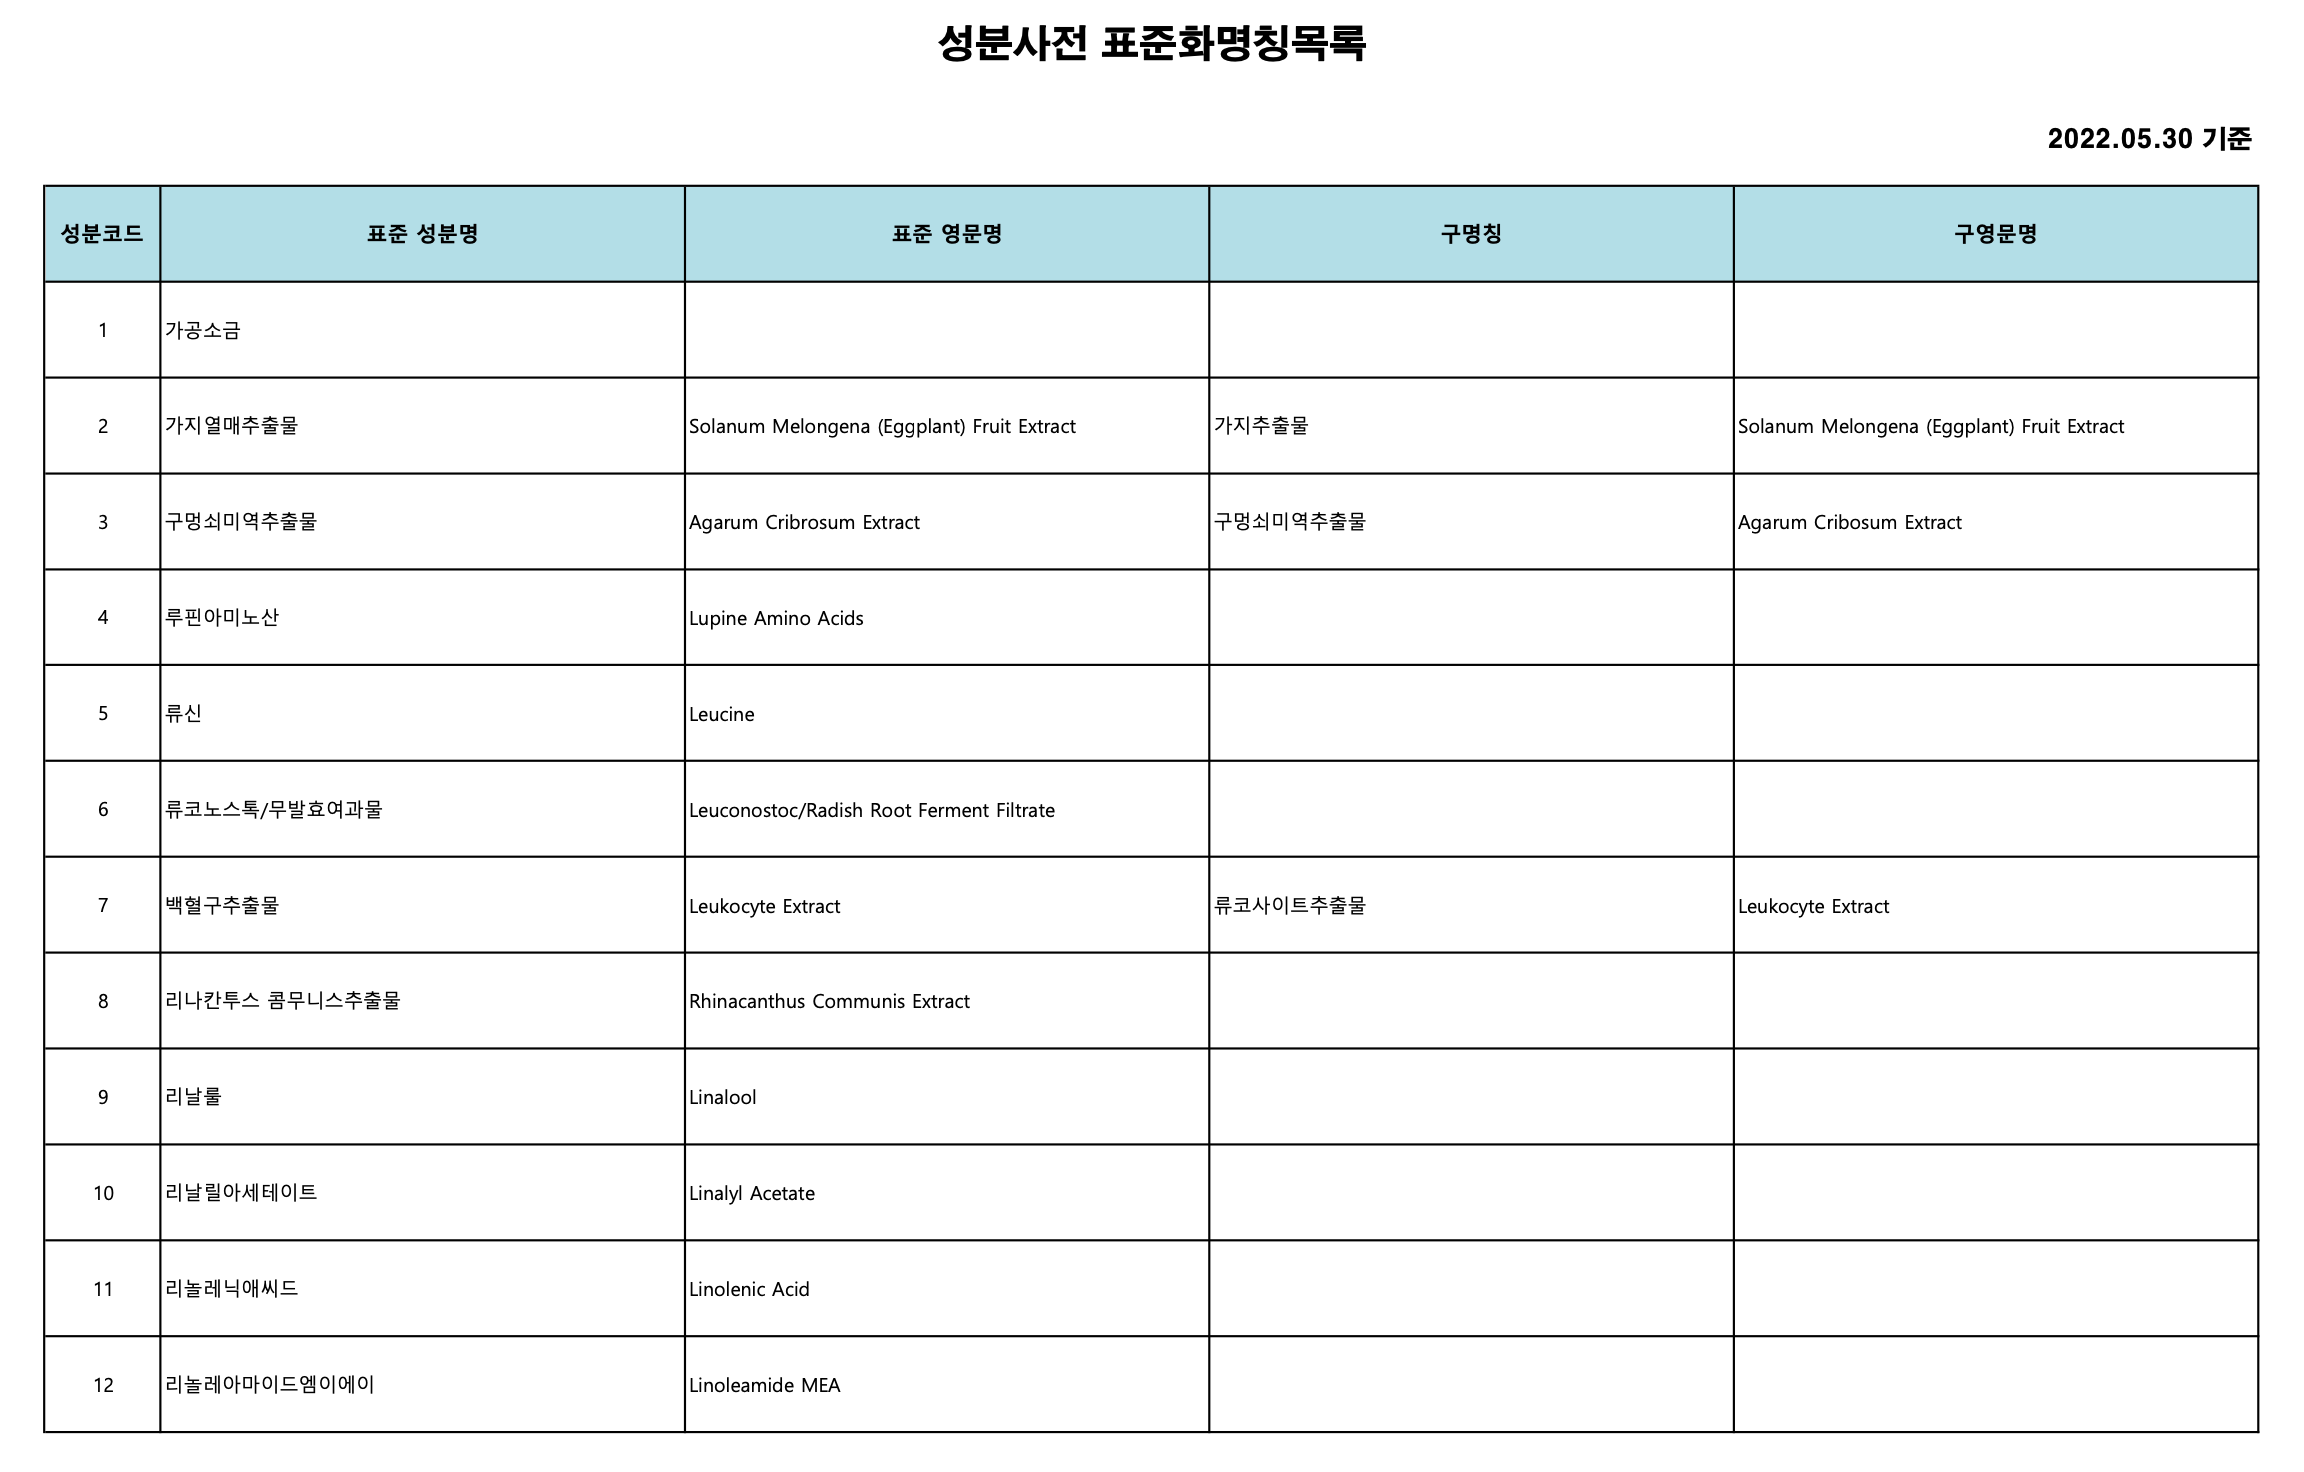 성분사전 표준화명칭목록
2022.05.30 기준
성분코드 표준 성분명 표준 영문명 구명칭 구영문명
1 가공소금
2 가지열매추출물 Solanum Melongena (Eggplant) Fruit Extract 가지추출물 Solanum Melongena (Eggplant) Fruit Extract
3 구멍쇠미역추출물 Agarum Cribrosum Extract 구멍쇠미역추출물 Agarum Cribosum Extract
4 루핀아미노산 Lupine Amino Acids
5 류신 Leucine
6 류코노스톡/무발효여과물 Leuconostoc/Radish Root Ferment Filtrate
7 백혈구추출물 Leukocyte Extract 류코사이트추출물 Leukocyte Extract
8 리나칸투스 콤무니스추출물 Rhinacanthus Communis Extract
9 리날룰 Linalool
10 리날릴아세테이트 Linalyl Acetate
11 리놀레닉애씨드 Linolenic Acid
12 리놀레아마이드엠이에이 Linoleamide MEA